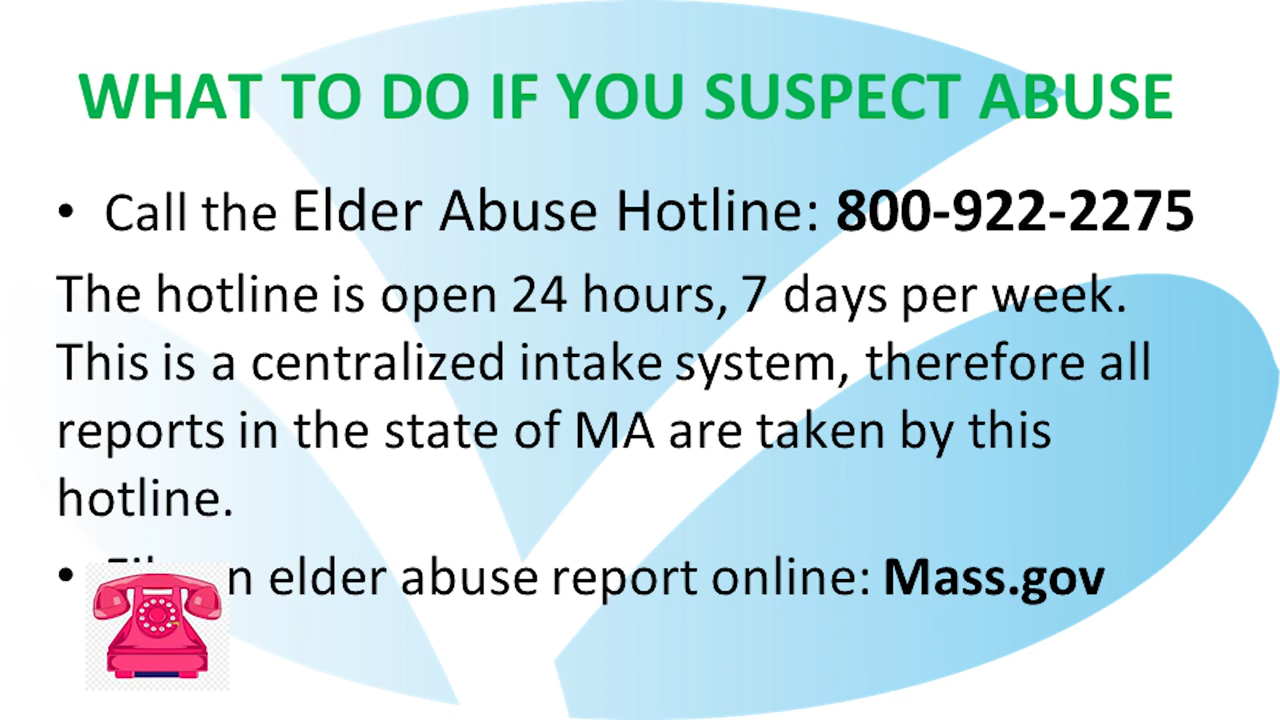 WHAT TO DO IF YOU SUSPECT ABUSE
• Call the Elder Abuse Hotline: 800-922-2275
The hotline is open 24 hours, 7 days per week.
This is a centralized intake system, therefore all
reports in the state of MA are taken by this
hotline.
• elder abuse report online: Mass.gov